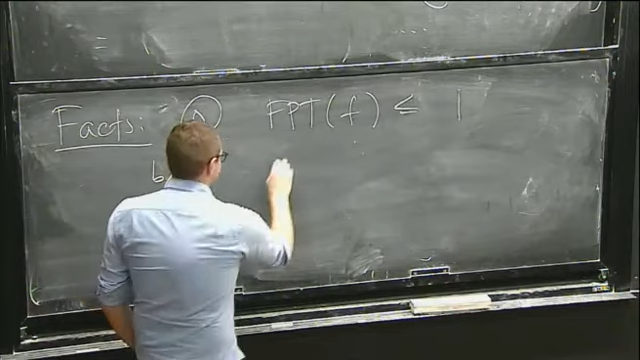 =
Facts: FPT(f) ≤ 1
b